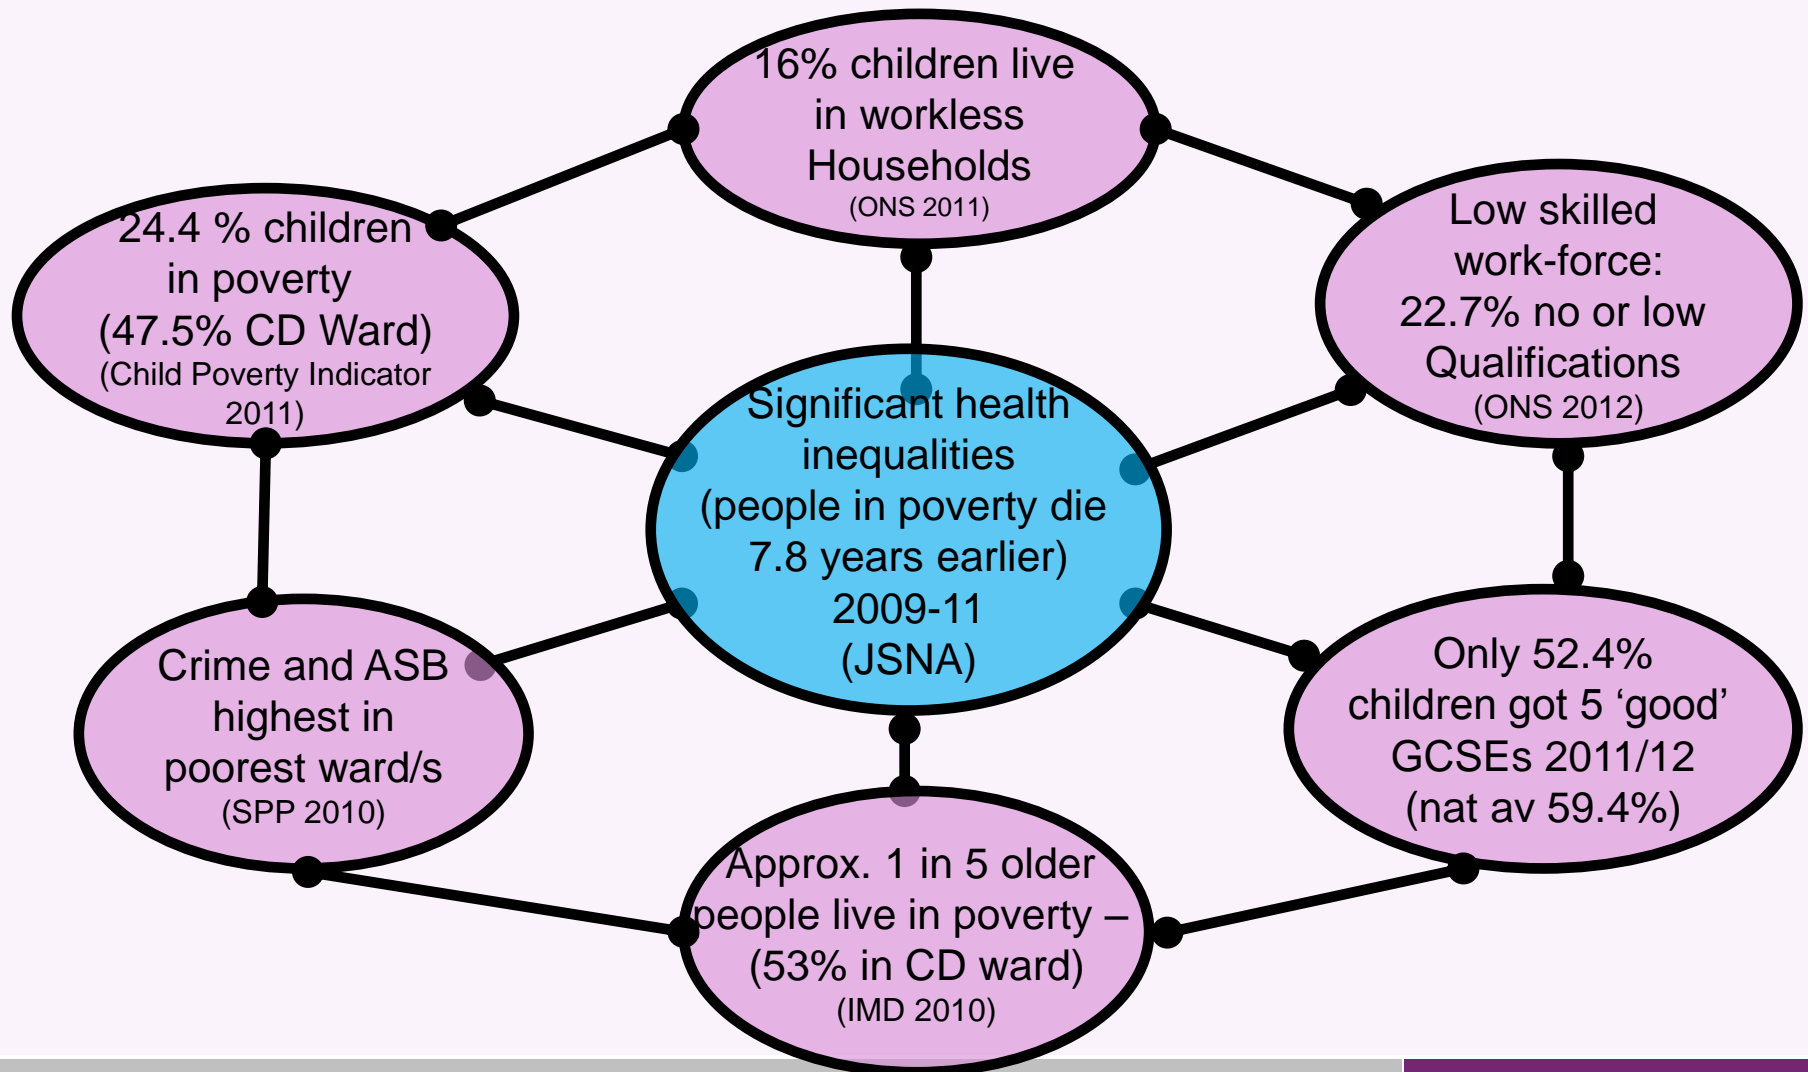 16% children live
in workless
Households
(ONS 2011)
24.4 % children
in poverty
(47.5% CD Ward)
(Child Poverty Indicator
2011)
Low skilled
work-force:
22.7% no or low
Qualifications
(ONS 2012)
Significant health
inequalities
(people in poverty die
7.8 years earlier)
2009-11
(JSNA)
Crime and ASB
highest in
poorest ward/s
(SPP 2010)
Only 52.4%
children got 5 ‘good’
GCSEs 2011/12
(nat av 59.4%)
Approx. 1 in 5 older
people live in poverty –
(53% in CD ward)
(IMD 2010)